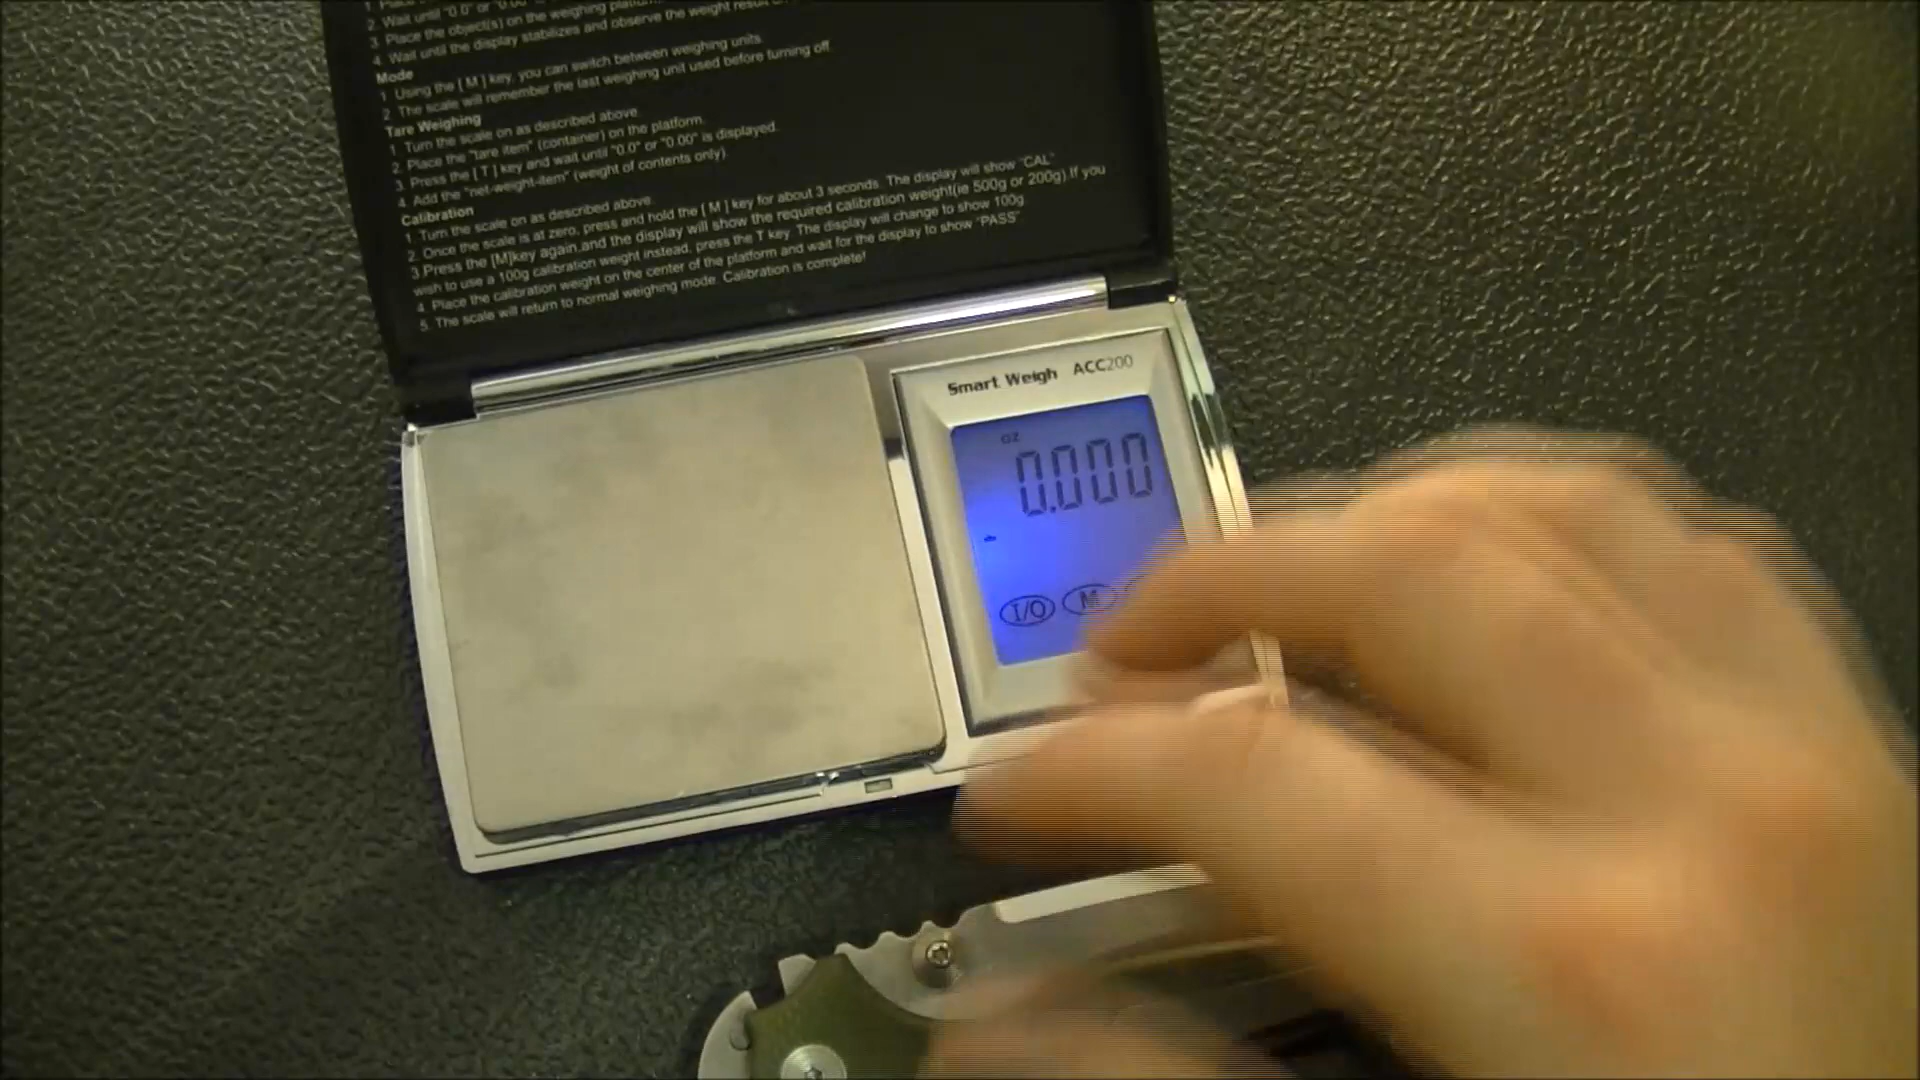 1. Place
2. Wait until "0.0" or "0.00"
3. Place the object(s) on the weighing platform.
4. Wait until the display stabilizes and observe the weight result
Mode
1 Using the [ M ] key, you can switch between weighing units.
2 The scale will remember the last weighing unit used before turning off
Tare Weighing
1. Turn the scale on as described above.
2. Place the "tare item" (container) on the platform.
3. Press the [ T ] key and wait until "0.0" or "0.00" is displayed.
4. Add the "net-weight-item" (weight of contents only)
Calibration
1. Turn the scale on as described above.
2. Once the scale is at zero, press and hold the [ M ] key for about 3 seconds. The display will show "CAL"
3.Press the [M]key again,and the display will show the required calibration weight(ie 500g or 200g).If you
wish to use a 100g calibration weight instead, press the T key. The display will change to show 100g.
4. Place the calibration weight on the center of the platform and wait for the display to show "PASS"
5. The scale will return to normal weighing mode. Calibration is complete!
Smart Weigh ACC200
oz
0.000
I/O M